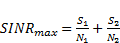 SINR_max = S_1/N_1 + S_2/N_2